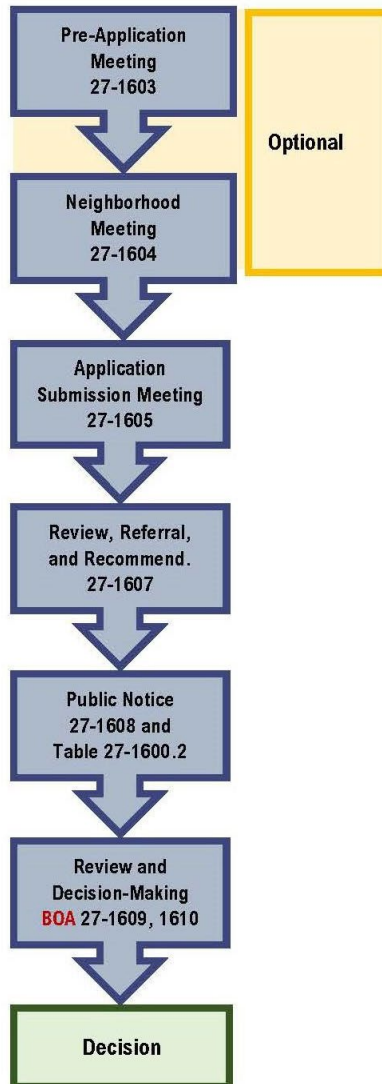 Pre-Application
Meeting
27-1603
Optional
Neighborhood
Meeting
27-1604
Application
Submission Meeting
27-1605
Review, Referral,
and Recommend.
27-1607
Public Notice
27-1608 and
Table 27-1600.2
Review and
Decision-Making
BOA 27-1609, 1610
Decision